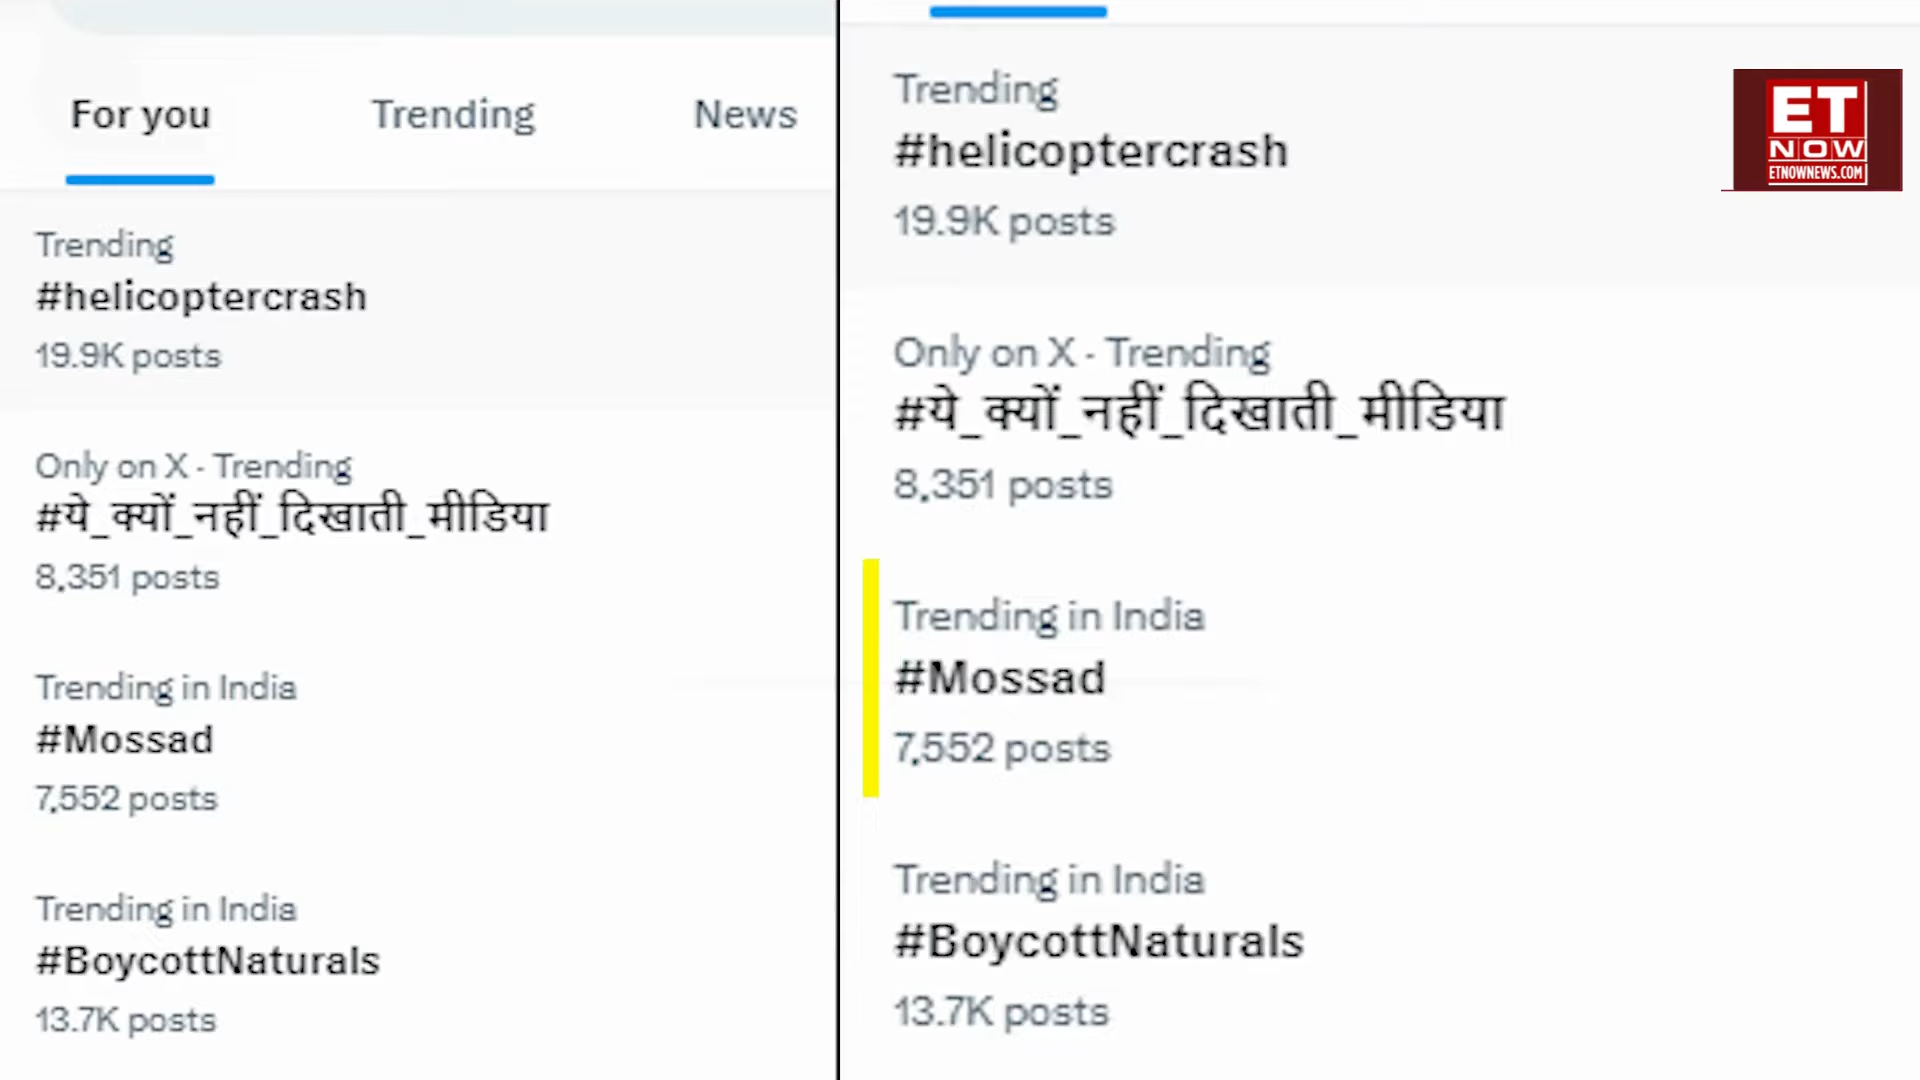 For you
Trending
News
Trending
#helicoptercrash
19.9K posts
Only on X · Trending
#ये_क्यों_नहीं_दिखाती_मीडिया
8,351 posts
Trending in India
#Mossad
7,552 posts
Trending in India
#BoycottNaturals
13.7K posts
Trending
#helicoptercrash
19.9K posts
Only on X · Trending
#ये_क्यों_नहीं_दिखाती_मीडिया
8,351 posts
Trending in India
#Mossad
7,552 posts
Trending in India
#BoycottNaturals
13.7K posts
ET
NOW
ETNOWNEWS.COM